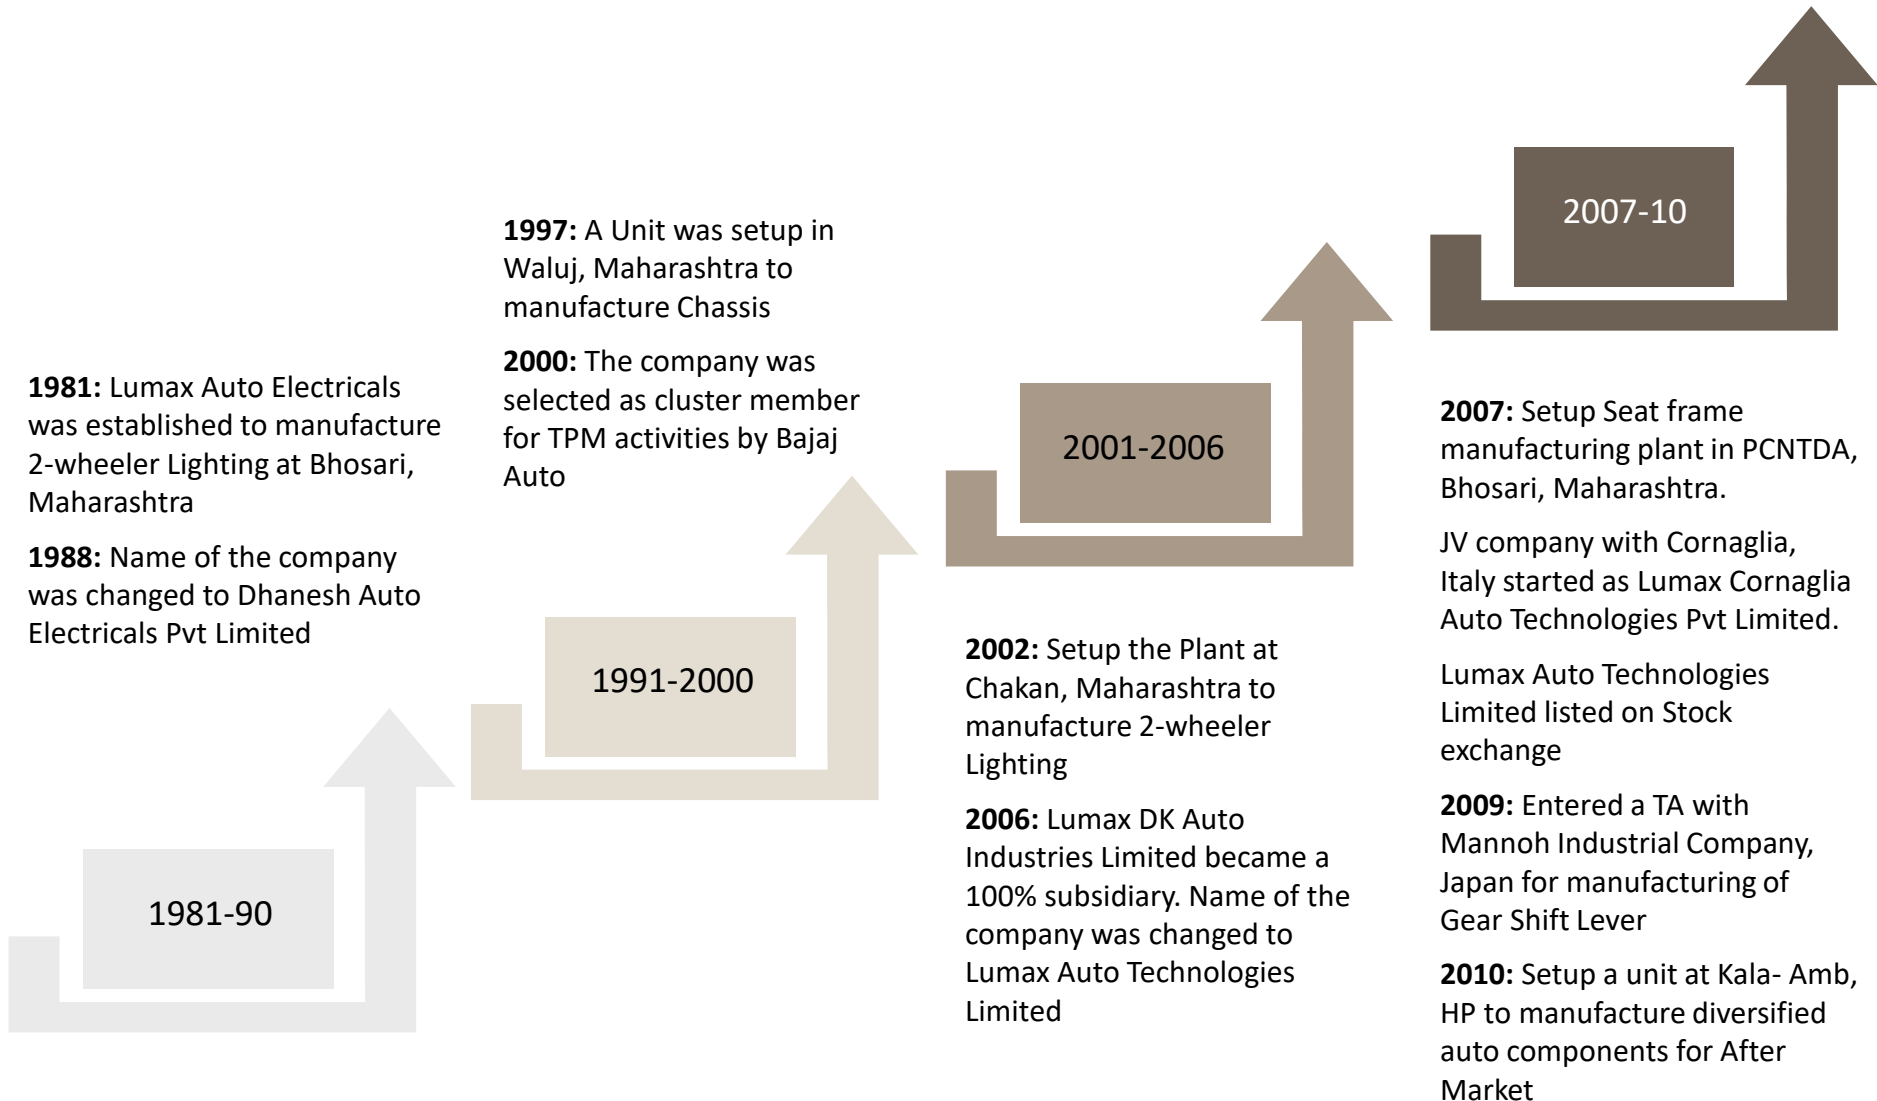 1981: Lumax Auto Electricals
was established to manufacture
2-wheeler Lighting at Bhosari,
Maharashtra
1988: Name of the company
was changed to Dhanesh Auto
Electricals Pvt Limited
1981-90
1997: A Unit was setup in
Waluj, Maharashtra to
manufacture Chassis
2000: The company was
selected as cluster member
for TPM activities by Bajaj
Auto
1991-2000
2001-2006
2002: Setup the Plant at
Chakan, Maharashtra to
manufacture 2-wheeler
Lighting
2006: Lumax DK Auto
Industries Limited became a
100% subsidiary. Name of the
company was changed to
Lumax Auto Technologies
Limited
2007-10
2007: Setup Seat frame
manufacturing plant in PCNTDA,
Bhosari, Maharashtra.
JV company with Cornaglia,
Italy started as Lumax Cornaglia
Auto Technologies Pvt Limited.
Lumax Auto Technologies
Limited listed on Stock
exchange
2009: Entered a TA with
Mannoh Industrial Company,
Japan for manufacturing of
Gear Shift Lever
2010: Setup a unit at Kala- Amb,
HP to manufacture diversified
auto components for After
Market